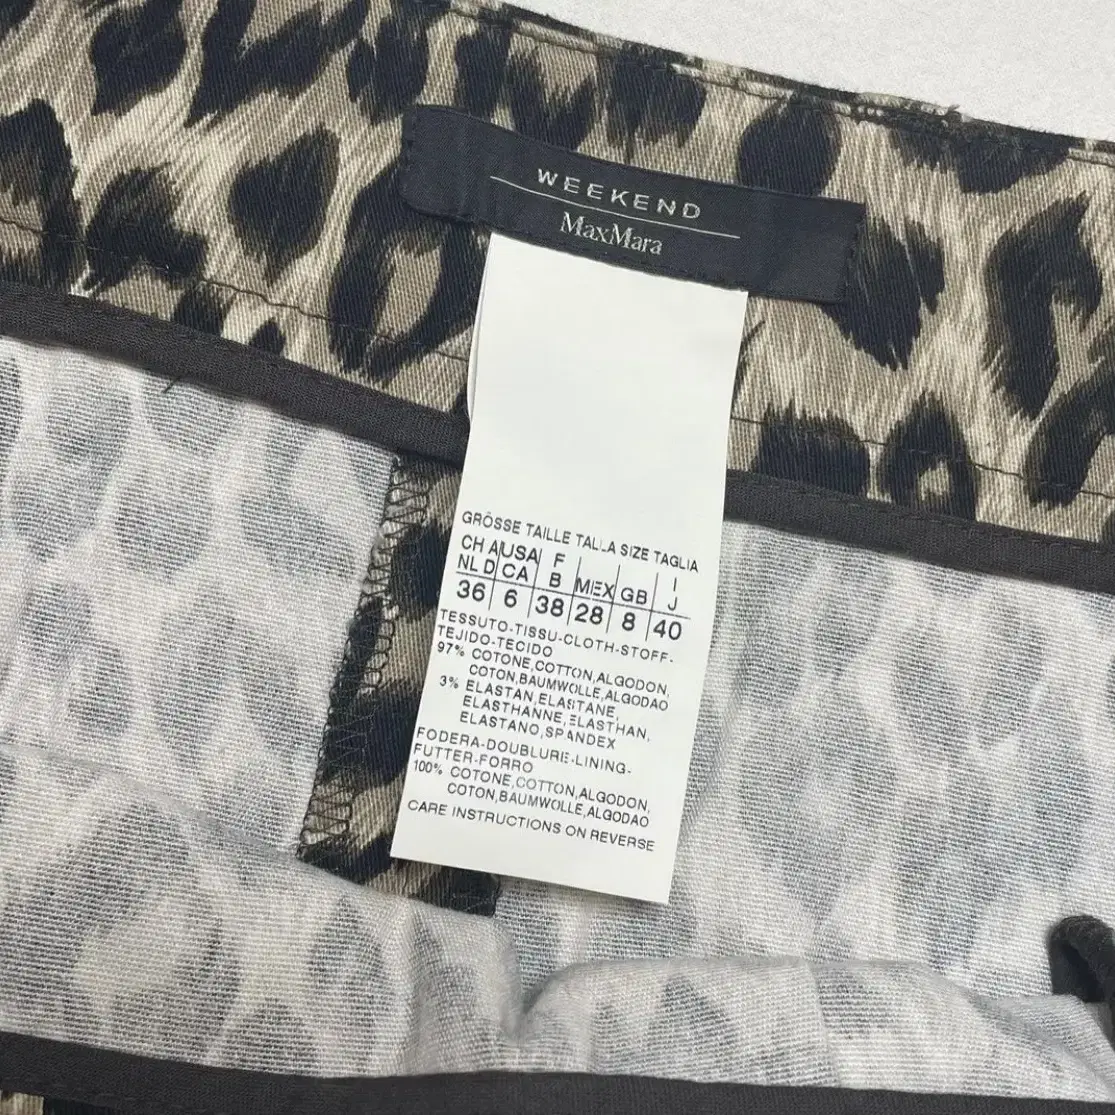 WEEKEND
MaxMara
GRÖSSE TAILLE TALLA SIZE TAGLIA
CH A USA F MEX GB I
NL D CA B J
36 6 38 28 8 40
TESSUTO-TISSU-CLOTH-STOFF-
TEJIDO-TECIDO
97% COTONE,COTTON,ALGODON,
COTON,BAUMWOLLE,ALGODAO
3% ELASTAN,ELASTANE,
ELASTHANNE,ELASTHAN,
ELASTANO,SPANDEX
FODERA-DOUBLURE-LINING-
FUTTER-FORRO
100% COTONE,COTTON,ALGODON,
COTON,BAUMWOLLE,ALGODAO
CARE INSTRUCTIONS ON REVERSE